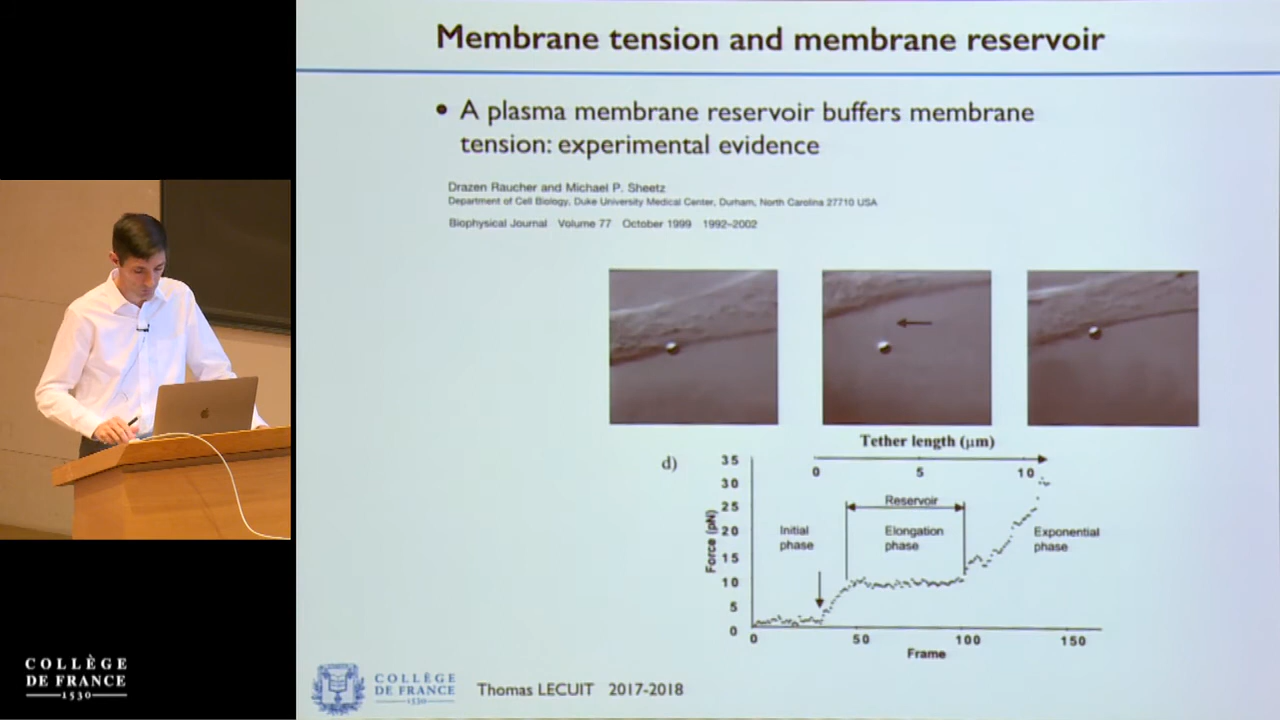 Membrane tension and membrane reservoir
• A plasma membrane reservoir buffers membrane
tension: experimental evidence
Drazen Raucher and Michael P. Sheetz
Department of Cell Biology, Duke University Medical Center, Durham, North Carolina 27710 USA
Biophysical Journal Volume 77 October 1999 1992–2002
Tether length (μm)
0 5 10
d)
35
30
25
20
15
10
5
0
Force (pN)
Reservoir
Initial
phase
Elongation
phase
Exponential
phase
0 50 100 150
Frame
COLLÈGE
DE FRANCE
1530
Thomas LECUIT 2017-2018
COLLÈGE
DE FRANCE
1530